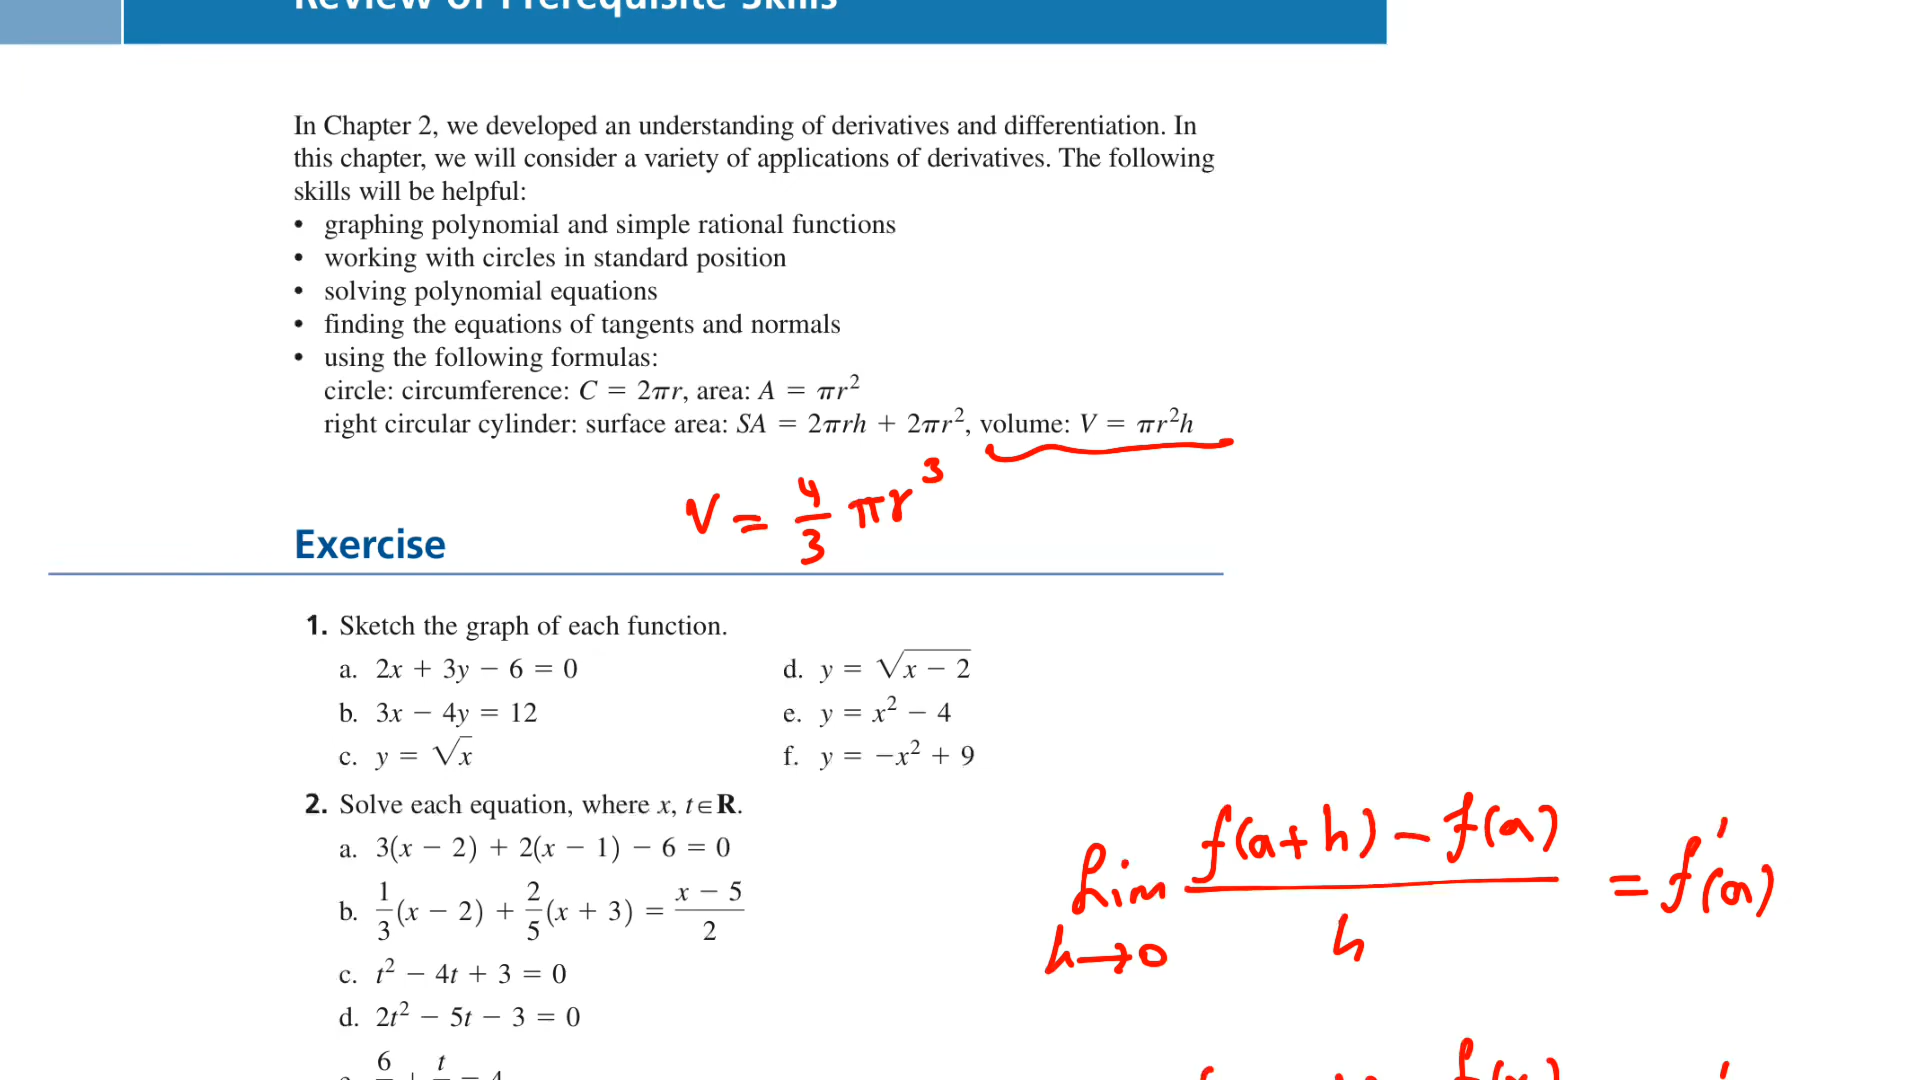 Review of Prerequisite Skills
In Chapter 2, we developed an understanding of derivatives and differentiation. In
this chapter, we will consider a variety of applications of derivatives. The following
skills will be helpful:
• graphing polynomial and simple rational functions
• working with circles in standard position
• solving polynomial equations
• finding the equations of tangents and normals
• using the following formulas:
circle: circumference: C = 2πr, area: A = πr²
right circular cylinder: surface area: SA = 2πrh + 2πr², volume: V = πr²h
V = 4/3 πr³
Exercise
1. Sketch the graph of each function.
a. 2x + 3y − 6 = 0
b. 3x − 4y = 12
c. y = √x
d. y = √(x − 2)
e. y = x² − 4
f. y = −x² + 9
2. Solve each equation, where x, t∈R.
a. 3(x − 2) + 2(x − 1) − 6 = 0
b. 1/3(x − 2) + 2/5(x + 3) = (x − 5)/2
c. t² − 4t + 3 = 0
d. 2t² − 5t − 3 = 0
Lim h→0 (f(a+h) − f(a))/h = f'(a)